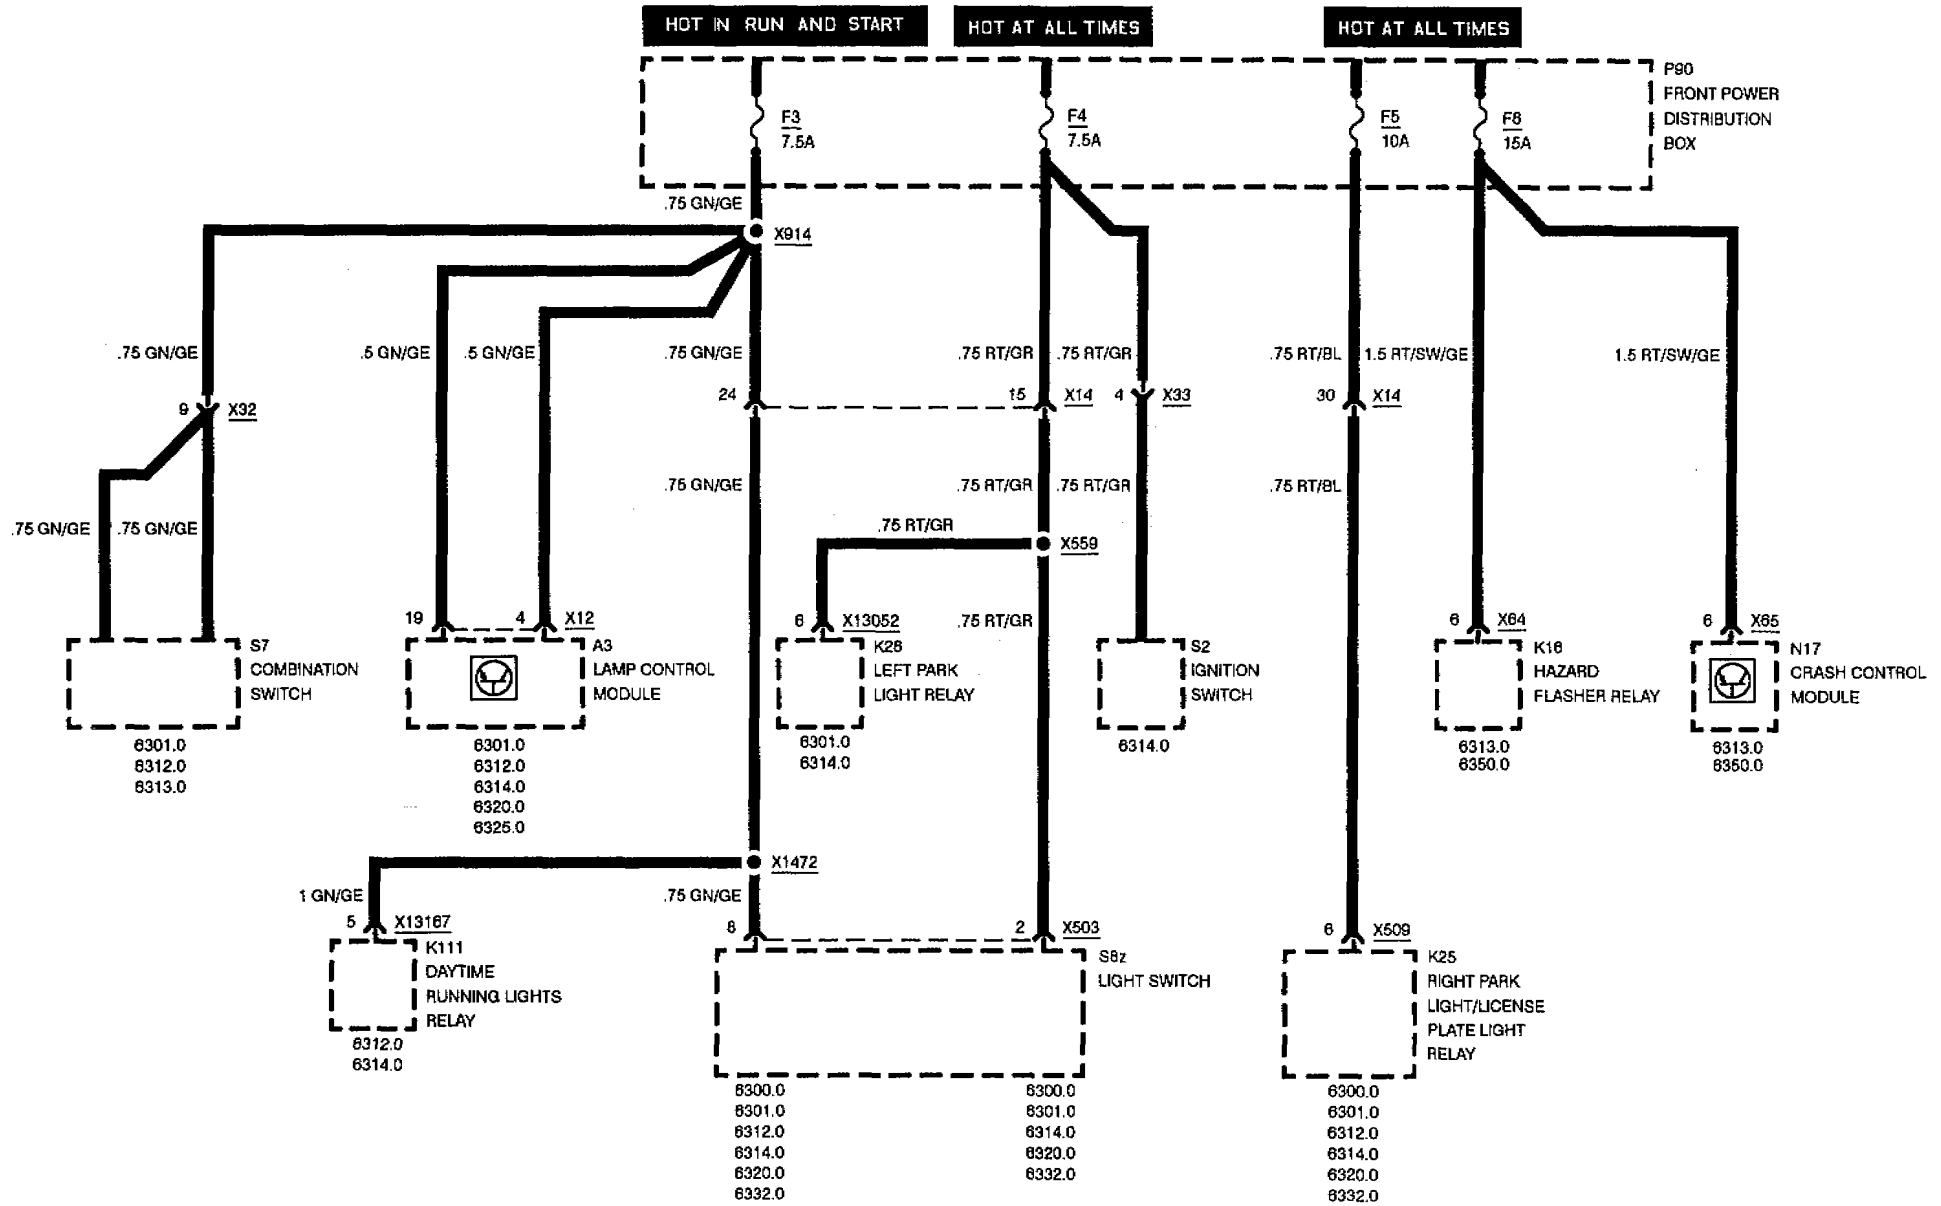 HOT IN RUN AND START
HOT AT ALL TIMES
HOT AT ALL TIMES
P90
FRONT POWER
DISTRIBUTION
BOX
F3
7.5A
F4
7.5A
F5
10A
F6
15A
.75 GN/GE
X914
.75 GN/GE
.5 GN/GE
.5 GN/GE
.75 GN/GE
.75 RT/GR
.75 RT/GR
.75 RT/BL
1.5 RT/SW/GE
1.5 RT/SW/GE
9
X32
24
15
X14
4
X33
30
X14
.75 GN/GE
.75 RT/GR
.75 RT/GR
.75 RT/BL
.75 GN/GE
.75 GN/GE
.75 RT/GR
X559
19
4
X12
6
X13052
.75 RT/GR
6
X64
6
X65
S7
COMBINATION
SWITCH
6301.0
6312.0
6313.0
A3
LAMP CONTROL
MODULE
6301.0
6312.0
6314.0
6320.0
6325.0
K26
LEFT PARK
LIGHT RELAY
6301.0
6314.0
S2
IGNITION
SWITCH
6314.0
K16
HAZARD
FLASHER RELAY
6313.0
6350.0
N17
CRASH CONTROL
MODULE
6313.0
6350.0
X1472
1 GN/GE
.75 GN/GE
5
X13167
K111
DAYTIME
RUNNING LIGHTS
RELAY
6312.0
6314.0
8
2
X503
S8z
LIGHT SWITCH
6300.0
6301.0
6312.0
6314.0
6320.0
6332.0
6300.0
6301.0
6314.0
6320.0
6332.0
6
X509
K25
RIGHT PARK
LIGHT/LICENSE
PLATE LIGHT
RELAY
6300.0
6301.0
6312.0
6314.0
6320.0
6332.0